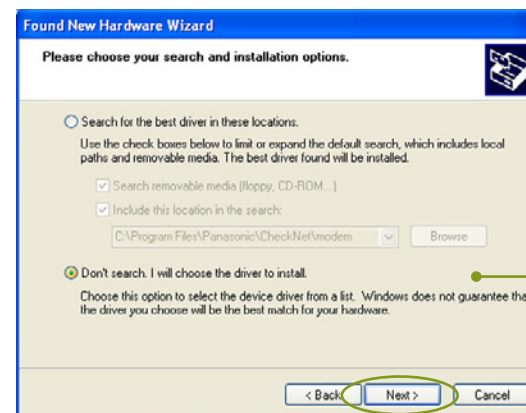 Found New Hardware Wizard
Please choose your search and installation options.
Search for the best driver in these locations.
Use the check boxes below to limit or expand the default search, which includes local
paths and removable media. The best driver found will be installed.
Search removable media (floppy, CD-ROM...)
Include this location in the search:
C:\Program Files\Panasonic\CheckNet\modem
Browse
Don't search. I will choose the driver to install.
Choose this option to select the device driver from a list. Windows does not guarantee tha
the driver you choose will be the best match for your hardware.
< Back Next > Cancel